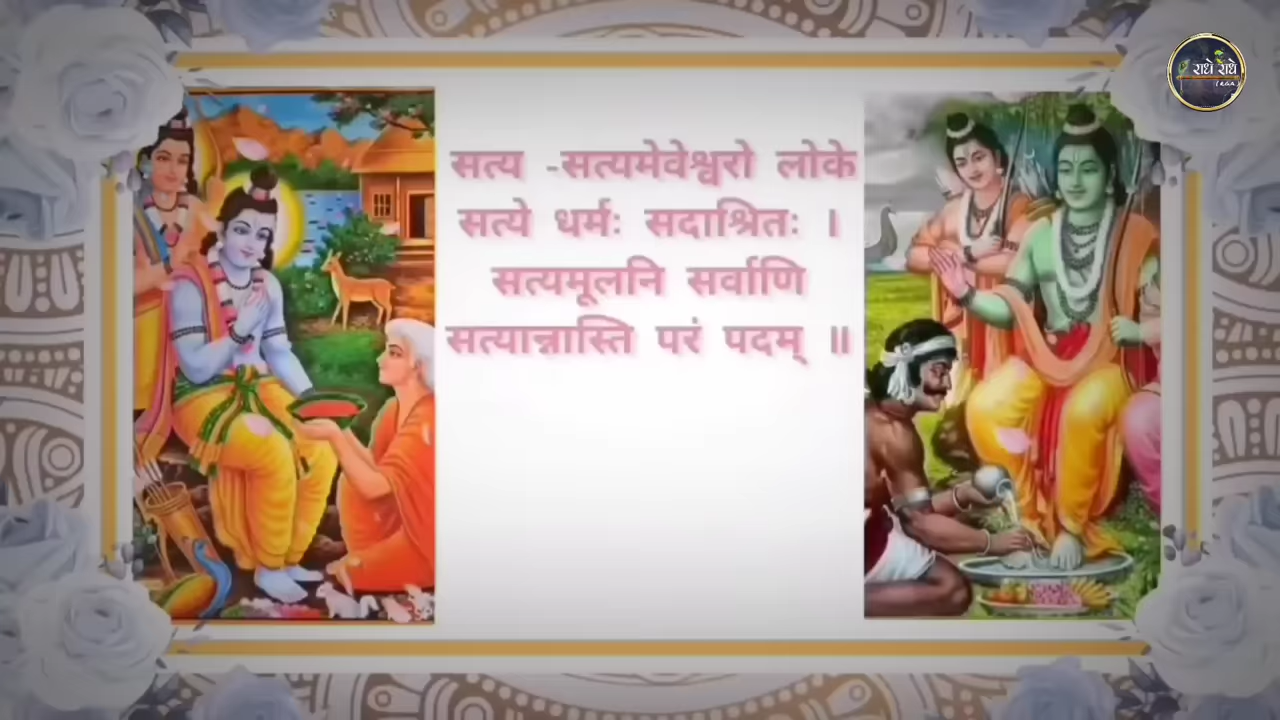 राधे राधे
सत्य -सत्यमेवेश्वरो लोके
सत्ये धर्मः सदाश्रितः ।
सत्यमूलनि सर्वाणि
सत्यान्नास्ति परं पदम् ॥